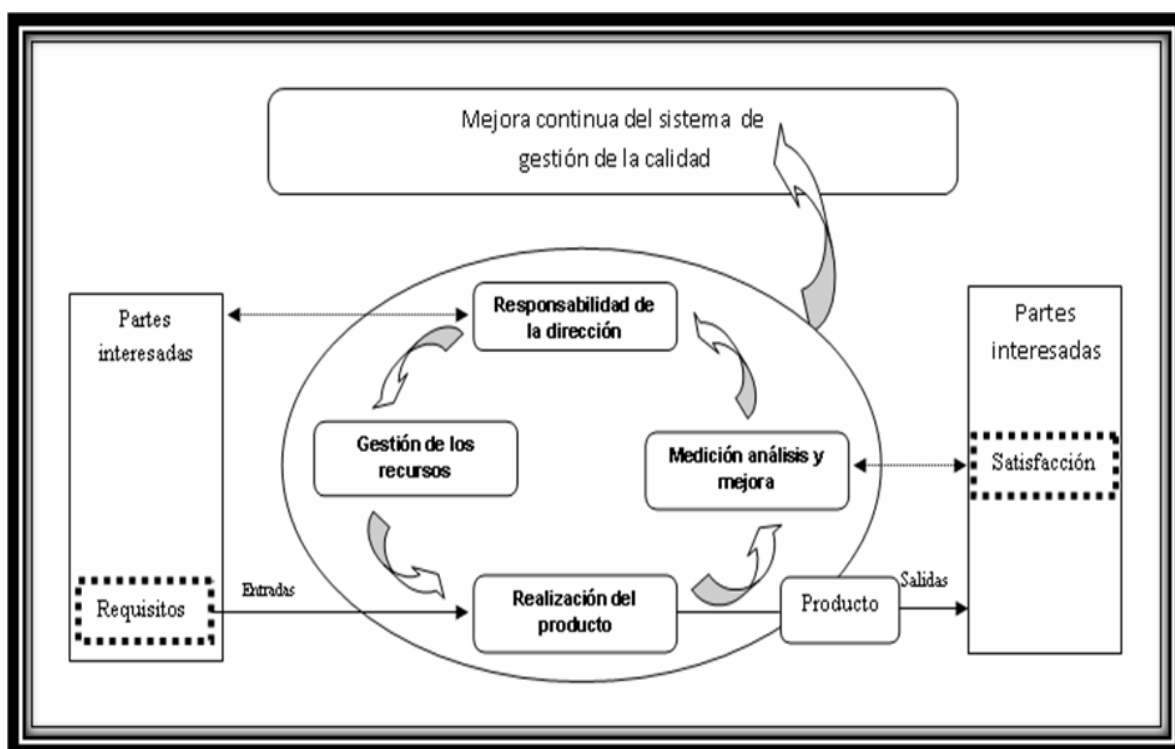 Mejora continua del sistema de
gestión de la calidad
Partes
interesadas
Responsabilidad de
la dirección
Partes
interesadas
Gestión de los
recursos
Medición análisis y
mejora
Satisfacción
Requisitos
Entradas
Realización del
producto
Producto
Salidas